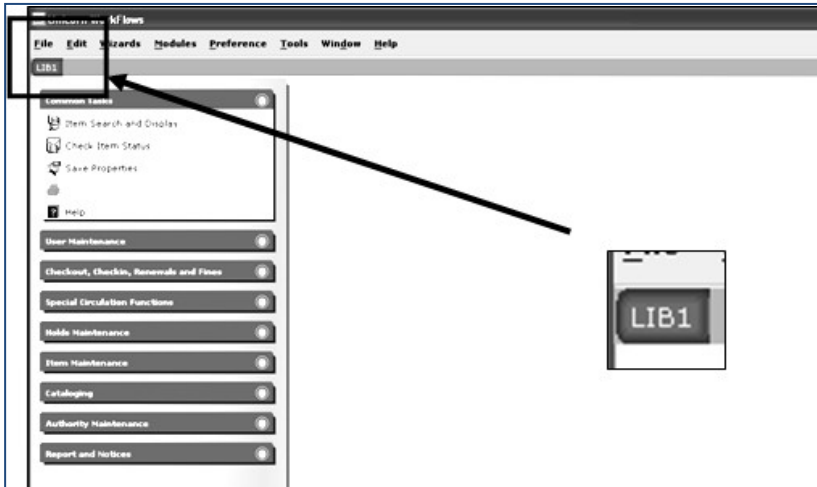 Unicorn WorkFlows
File Edit Wizards Modules Preference Tools Window Help
LIB1
Common Tasks
Item Search and Display
Check Item Status
Save Properties
Help
User Maintenance
Checkout, Checkin, Renewals and Fines
Special Circulation Functions
Holds Maintenance
Item Maintenance
Cataloging
Authority Maintenance
Report and Notices
LIB1